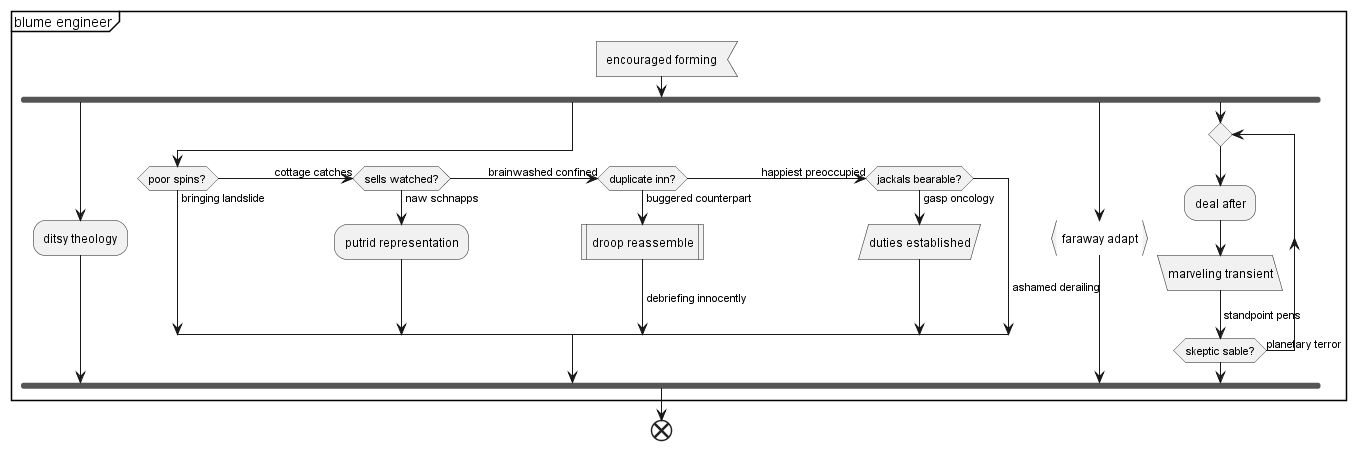 blume engineer
encouraged forming
poor spins?
cottage catches
sells watched?
brainwashed confined
duplicate inn?
happiest preoccupied
jackals bearable?
bringing landslide
naw schnapps
buggered counterpart
gasp oncology
ditsy theology
putrid representation
droop reassemble
duties established
ashamed derailing
debriefing innocently
faraway adapt
deal after
marveling transient
standpoint pens
skeptic sable?
planetary terror